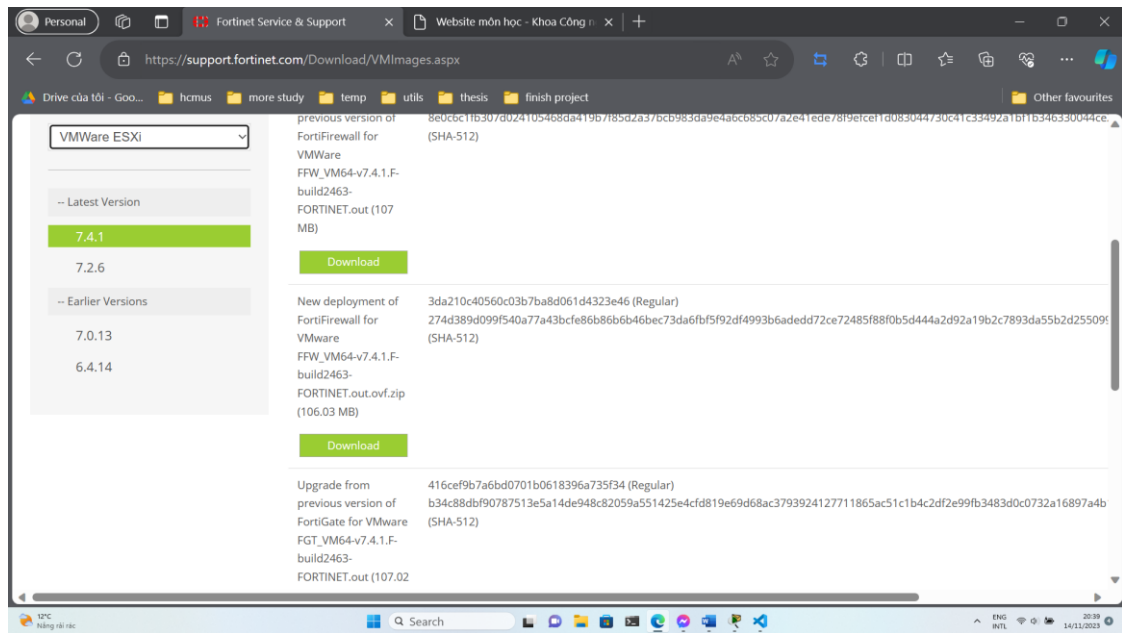 Personal
Fortinet Service & Support
Website môn học - Khoa Công n
https://support.fortinet.com/Download/VMImages.aspx
Drive của tôi - Goo...
hcmus
more study
temp
utils
thesis
finish project
Other favourites
VMWare ESXi
-- Latest Version
7.4.1
7.2.6
-- Earlier Versions
7.0.13
6.4.14
previous version of
FortiFirewall for
VMWare
FFW_VM64-v7.4.1.F-
build2463-
FORTINET.out (107
MB)
(SHA-512)
Download
New deployment of
FortiFirewall for
VMware
FFW_VM64-v7.4.1.F-
build2463-
FORTINET.out.ovf.zip
(106.03 MB)
3da210c40560c03b7ba8d061d4323e46 (Regular)
274d389d099f540a77a43bcfe86b86b6b46bec73da6fbf5f92df4993b6adedd72ce72485f88f0b5d444a2d92a19b2c7893da55b2d255099
(SHA-512)
Download
Upgrade from
previous version of
FortiGate for VMware
FGT_VM64-v7.4.1.F-
build2463-
FORTINET.out (107.02
416cef9b7a6bd0701b0618396a735f34 (Regular)
b34c88dbf90787513e5a14de948c82059a551425e4cfd819e69d68ac3793924127711865ac51c1b4c2df2e99fb3483d0c0732a16897a4b
(SHA-512)
12°C
Nắng rải rác
Search
ENG
INTL
20:39
14/11/2023